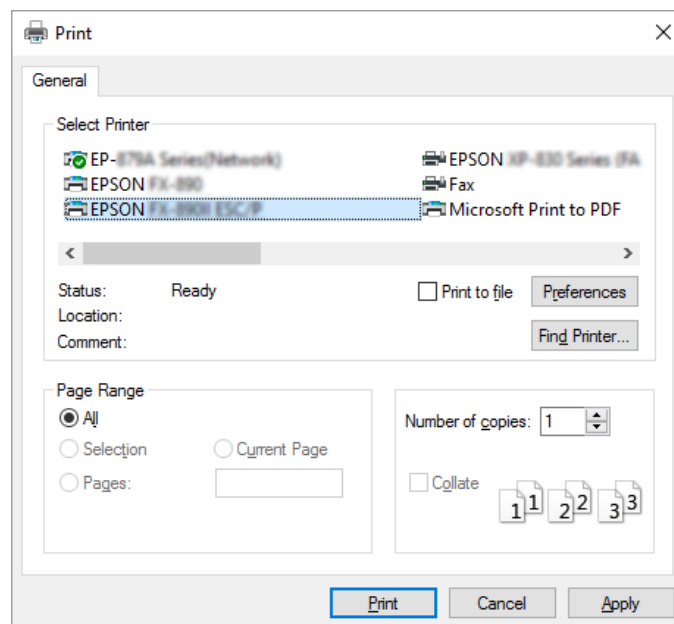 Print
General
Select Printer
EP-
EPSON
EPSON
EPSON
Fax
Microsoft Print to PDF
Status: Ready
Location:
Comment:
Print to file
Preferences
Find Printer...
Page Range
All
Selection
Current Page
Pages:
Number of copies: 1
Collate
1 1 2 2 3 3
Print
Cancel
Apply